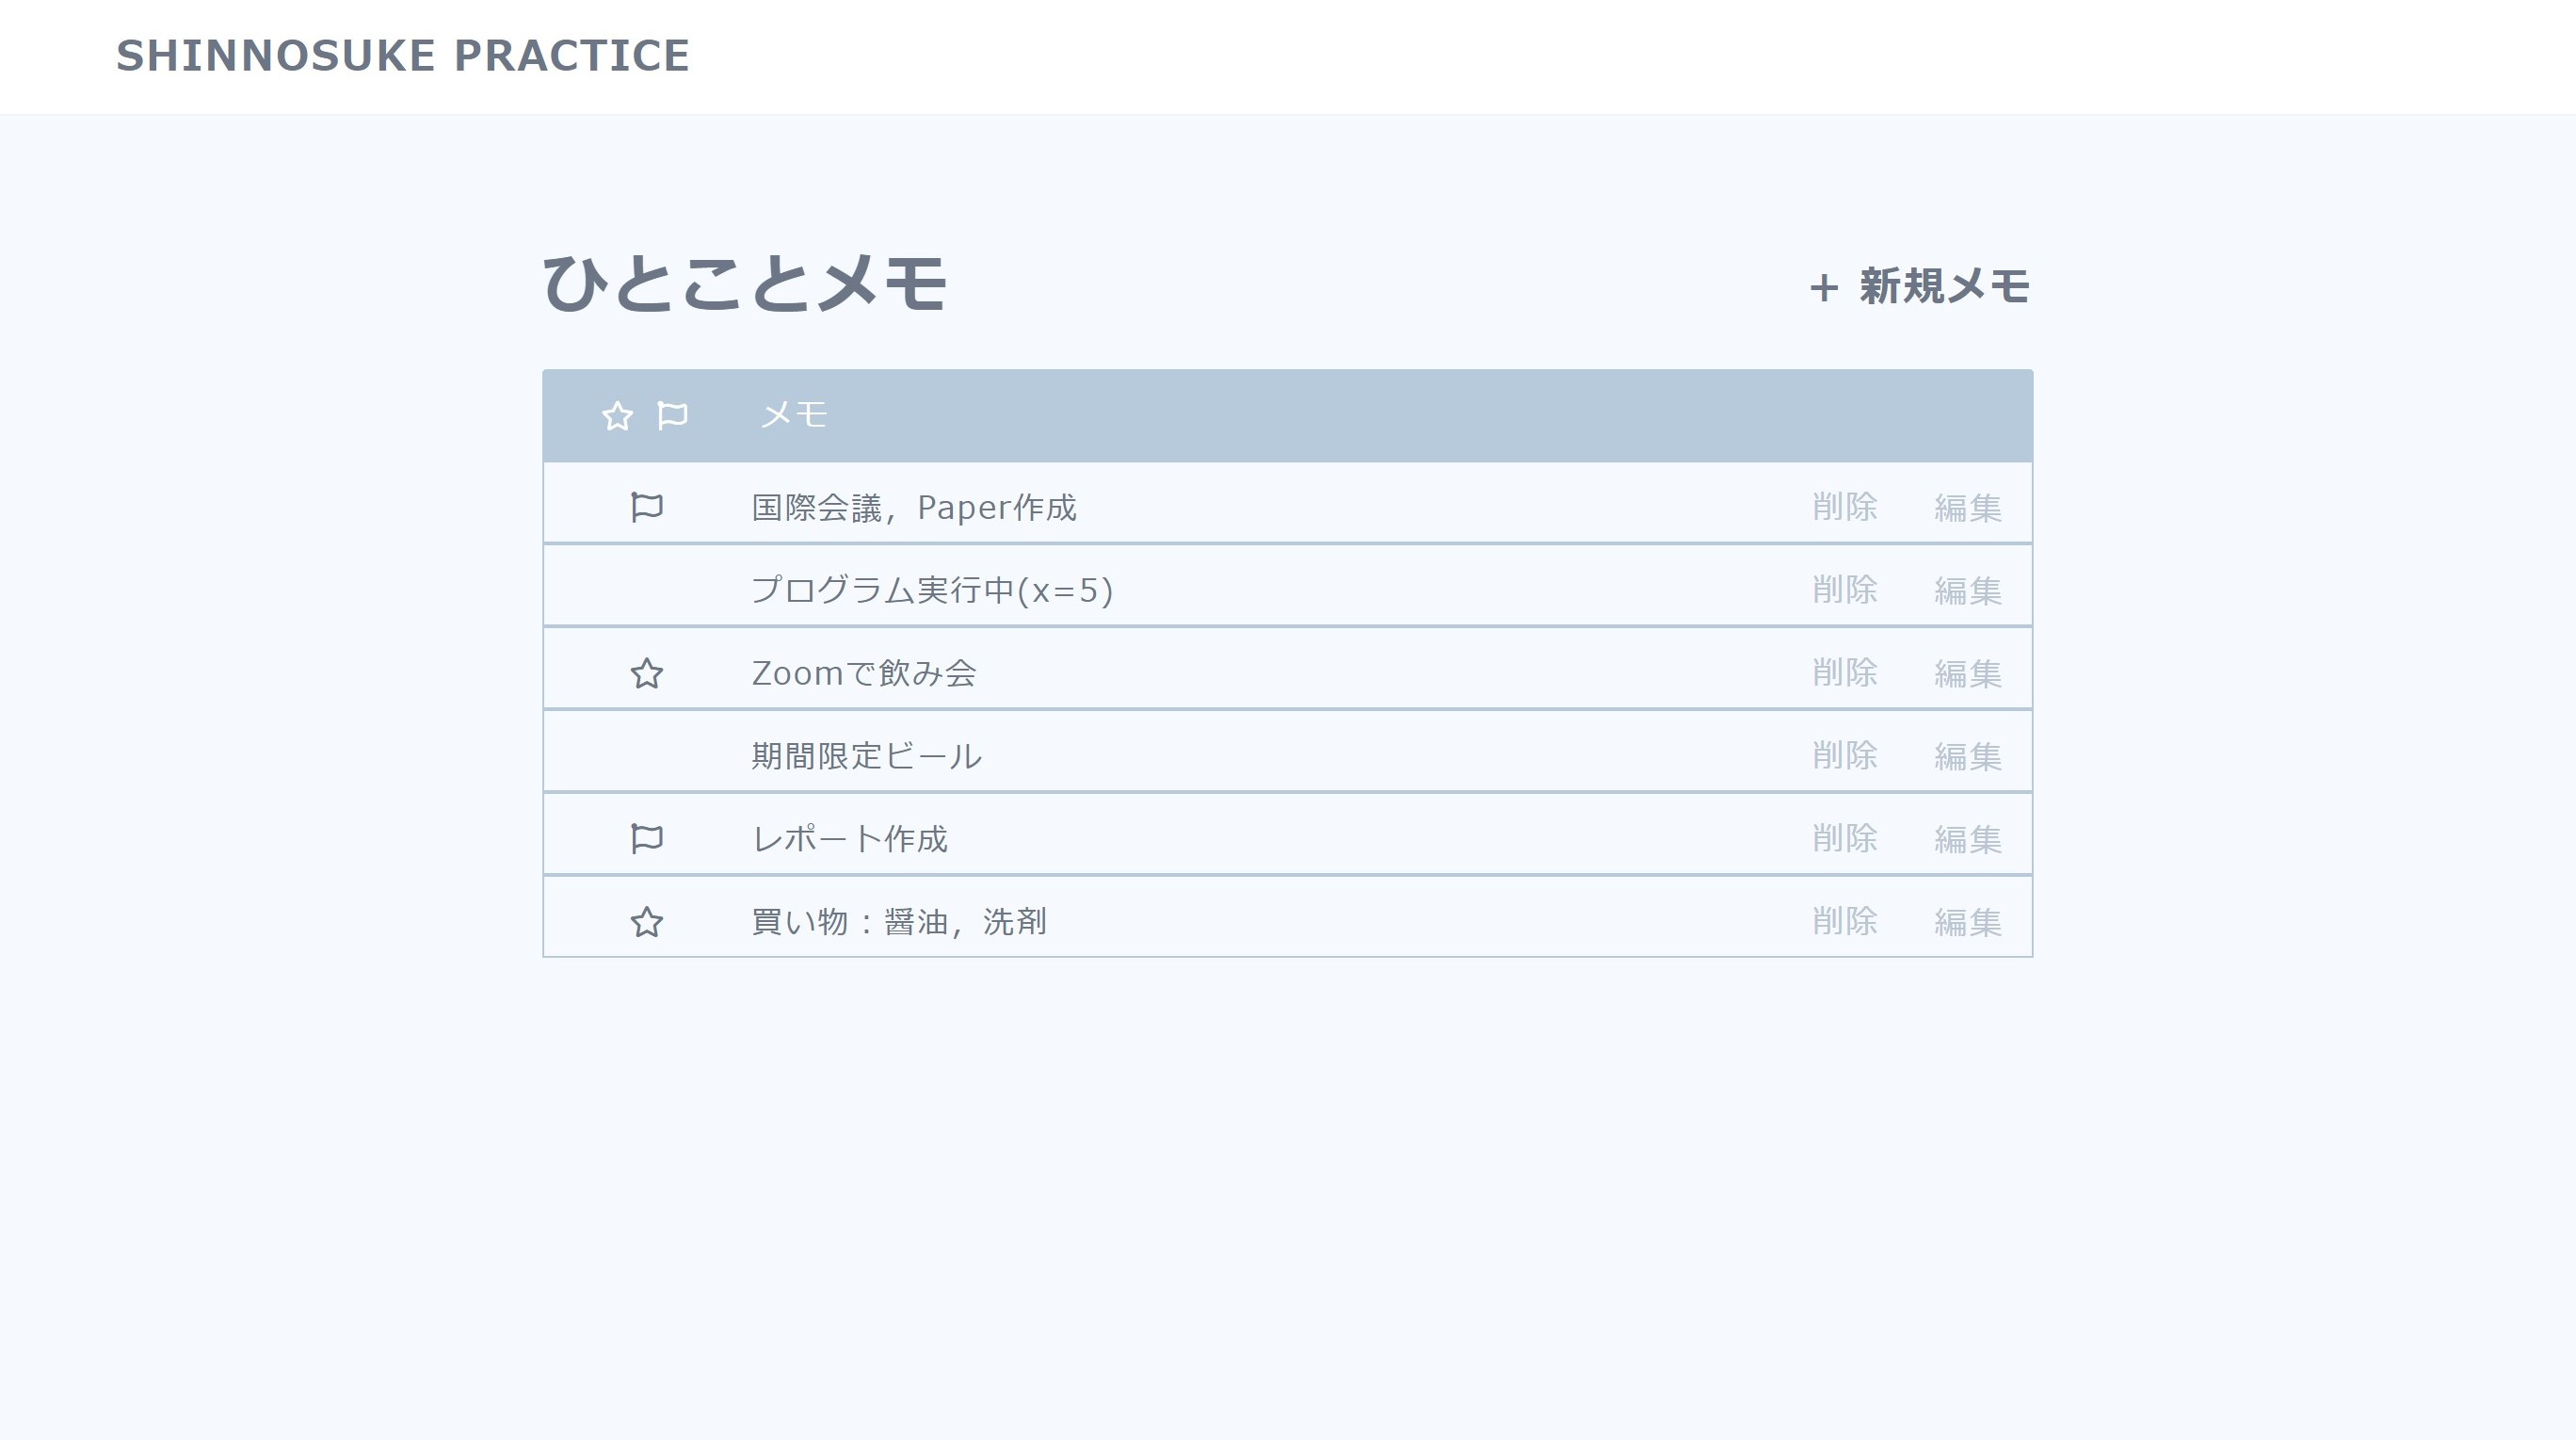 SHINNOSUKE PRACTICE
ひとことメモ
+ 新規メモ
メモ
国際会議，Paper作成 削除 編集
プログラム実行中(x=5) 削除 編集
Zoomで飲み会 削除 編集
期間限定ビール 削除 編集
レポート作成 削除 編集
買い物：醤油，洗剤 削除 編集